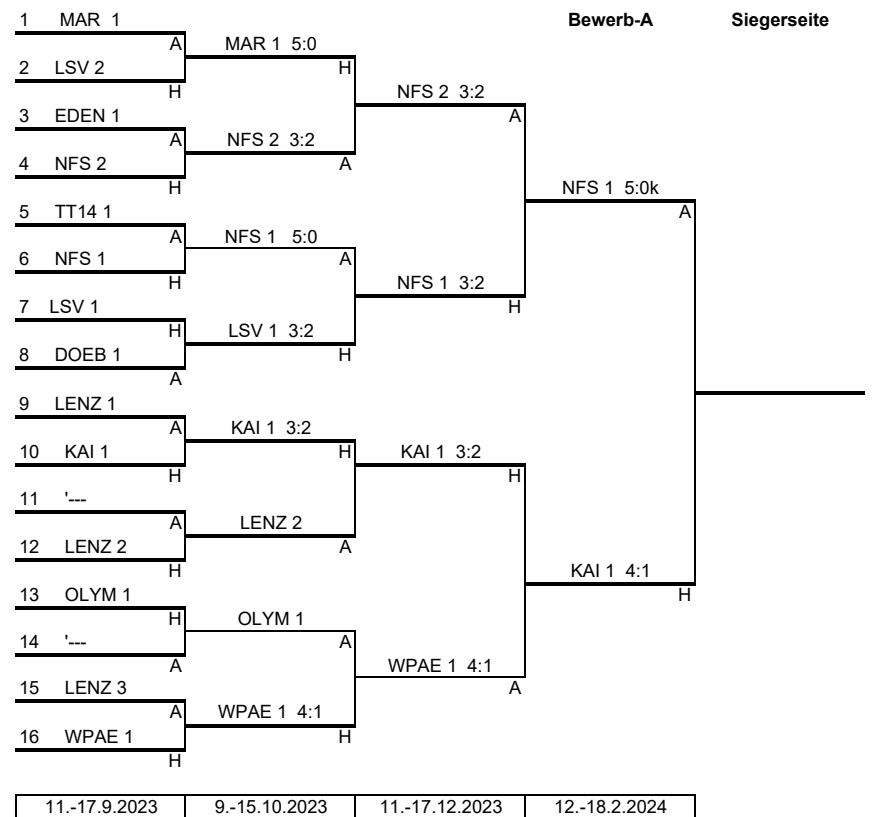 1 MAR 1 Bewerb-A Siegerseite
A MAR 1 5:0
2 LSV 2 H
H NFS 2 3:2
3 EDEN 1 A
A NFS 2 3:2
4 NFS 2 A
H NFS 1 5:0k
5 TT14 1 A
A NFS 1 5:0
6 NFS 1 A
H NFS 1 3:2
7 LSV 1 H
H LSV 1 3:2
8 DOEB 1 H
A
9 LENZ 1
A KAI 1 3:2
10 KAI 1 H KAI 1 3:2
H H
11 '---
A LENZ 2
12 LENZ 2 A
H KAI 1 4:1
13 OLYM 1 H
H OLYM 1
14 '--- A
A WPAE 1 4:1
15 LENZ 3 A
A WPAE 1 4:1
16 WPAE 1 H
H
11.-17.9.2023 9.-15.10.2023 11.-17.12.2023 12.-18.2.2024